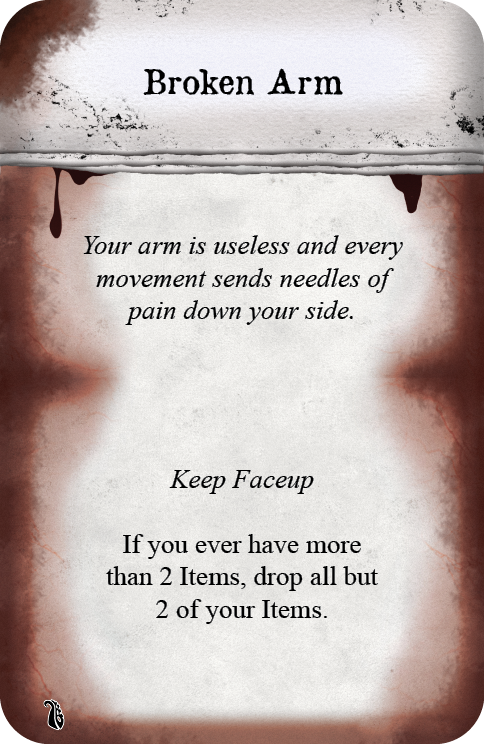 Broken Arm
Your arm is useless and every
movement sends needles of
pain down your side.
Keep Faceup
If you ever have more
than 2 Items, drop all but
2 of your Items.